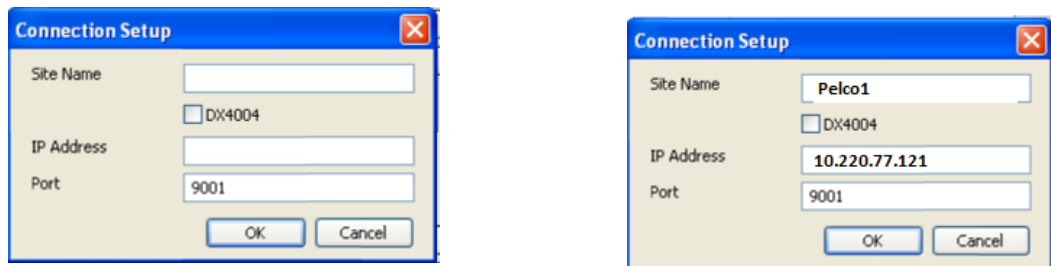 Connection Setup
Site Name
DX4004
IP Address
Port 9001
OK Cancel
Connection Setup
Site Name Pelco1
DX4004
IP Address 10.220.77.121
Port 9001
OK Cancel